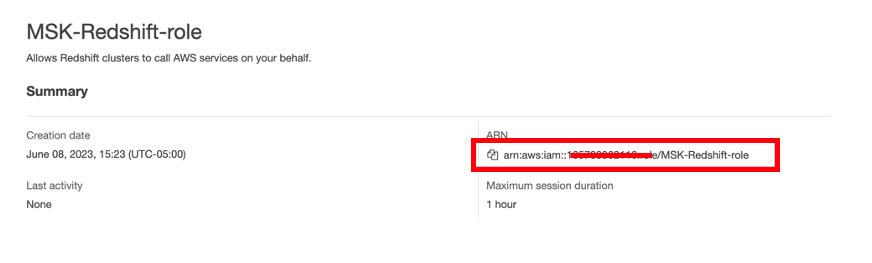 MSK-Redshift-role
Allows Redshift clusters to call AWS services on your behalf.
Summary
Creation date
June 08, 2023, 15:23 (UTC-05:00)
ARN
arn:aws:iam:: /MSK-Redshift-role
Last activity
None
Maximum session duration
1 hour